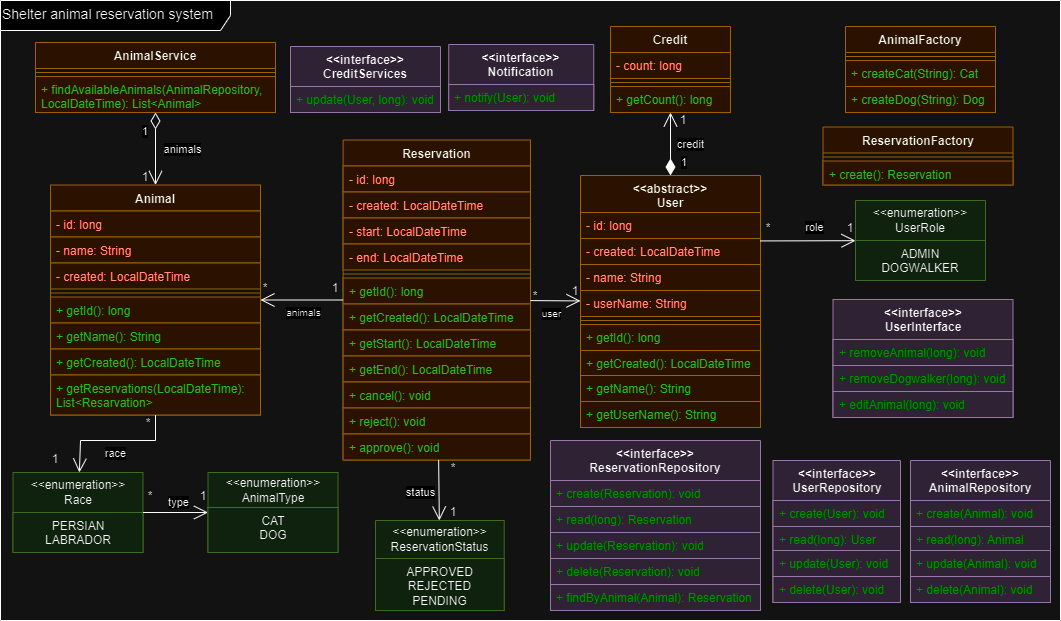 Shelter animal reservation system
AnimalService
+ findAvailableAnimals(AnimalRepository,
LocalDateTime): List<Animal>
<<interface>>
CreditServices
+ update(User, long): void
<<interface>>
Notification
+ notify(User): void
Credit
- count: long
+ getCount(): long
AnimalFactory
+ createCat(String): Cat
+ createDog(String): Dog
ReservationFactory
+ create(): Reservation
1
animals
1
1
credit
1
Animal
- id: long
- name: String
- created: LocalDateTime
+ getId(): long
+ getName(): String
+ getCreated(): LocalDateTime
+ getReservations(LocalDateTime):
List<Resarvation>
*
animals
1
Reservation
- id: long
- created: LocalDateTime
- start: LocalDateTime
- end: LocalDateTime
+ getId(): long
+ getCreated(): LocalDateTime
+ getStart(): LocalDateTime
+ getEnd(): LocalDateTime
+ cancel(): void
+ reject(): void
+ approve(): void
*
user
1
<<abstract>>
User
- id: long
- created: LocalDateTime
- name: String
- userName: String
+ getId(): long
+ getCreated(): LocalDateTime
+ getName(): String
+ getUserName(): String
*
role
1
<<enumeration>>
UserRole
ADMIN
DOGWALKER
<<interface>>
UserInterface
+ removeAnimal(long): void
+ removeDogwalker(long): void
+ editAnimal(long): void
*
race
1
<<enumeration>>
Race
PERSIAN
LABRADOR
*
type
1
<<enumeration>>
AnimalType
CAT
DOG
*
status
1
<<enumeration>>
ReservationStatus
APPROVED
REJECTED
PENDING
<<interface>>
ReservationRepository
+ create(Reservation): void
+ read(long): Reservation
+ update(Reservation): void
+ delete(Reservation): void
+ findByAnimal(Animal): Reservation
<<interface>>
UserRepository
+ create(User): void
+ read(long): User
+ update(User): void
+ delete(User): void
<<interface>>
AnimalRepository
+ create(Animal): void
+ read(long): Animal
+ update(Animal): void
+ delete(Animal): void